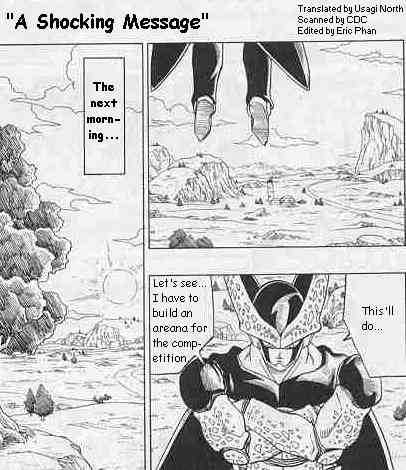 "A Shocking Message"
Translated by Usagi North
Scanned by CDC
Edited by Eric Phan
The
next
morn-
ing...
Let's see...
I have to
build an
areana for
the comp-
etition.
This'll
do...